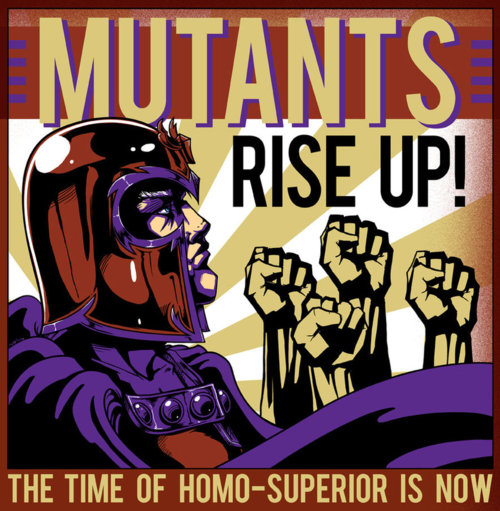 MUTANTS
RISE UP!
THE TIME OF HOMO-SUPERIOR IS NOW